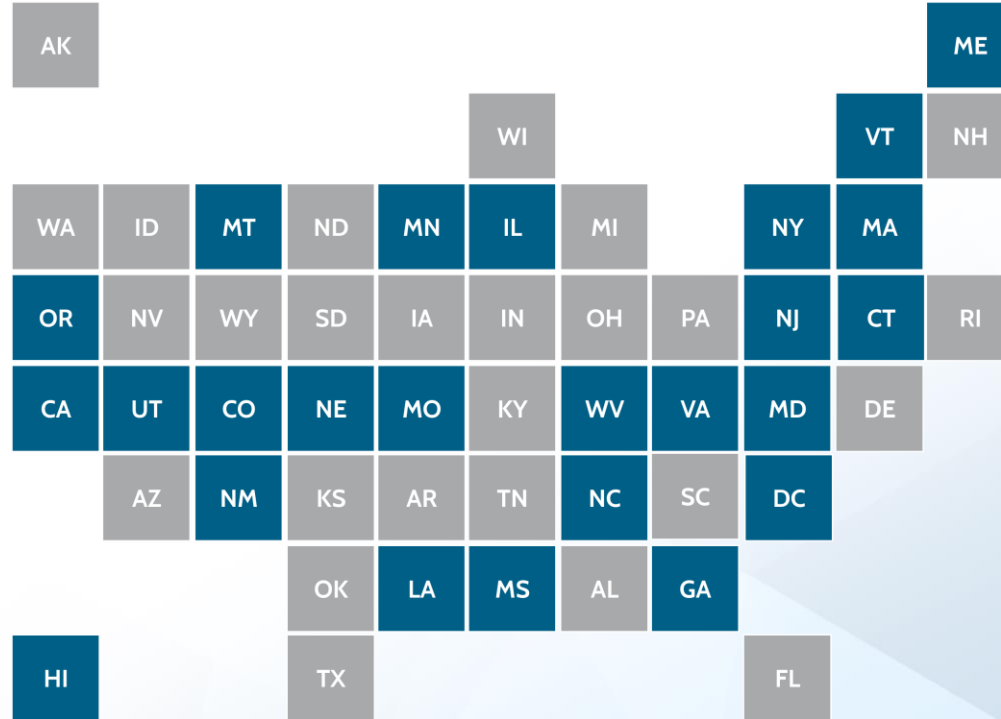 AK ME
WI VT NH
WA ID MT ND MN IL MI NY MA
OR NV WY SD IA IN OH PA NJ CT RI
CA UT CO NE MO KY WV VA MD DE
AZ NM KS AR TN NC SC DC
OK LA MS AL GA
HI TX FL